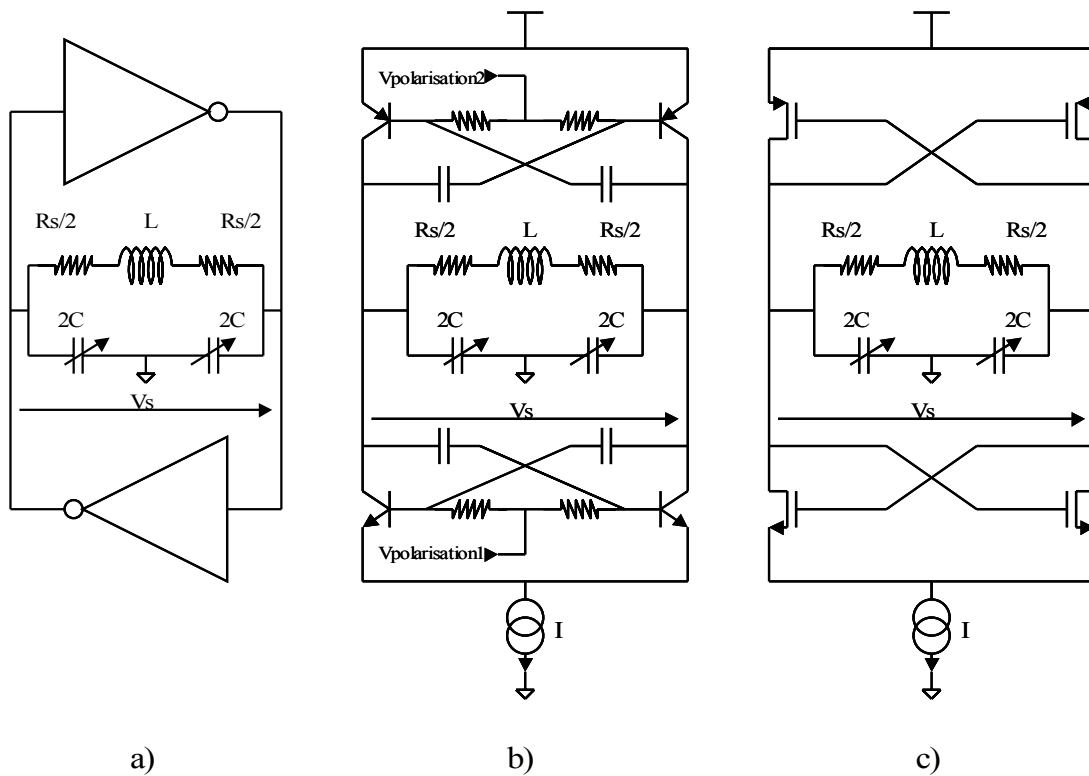 Vpolarisation2
Rs/2 L Rs/2
2C 2C
Vs
Rs/2 L Rs/2
2C 2C
Vs
Rs/2 L Rs/2
2C 2C
Vs
Vpolarisation1
I
I
a) b) c)